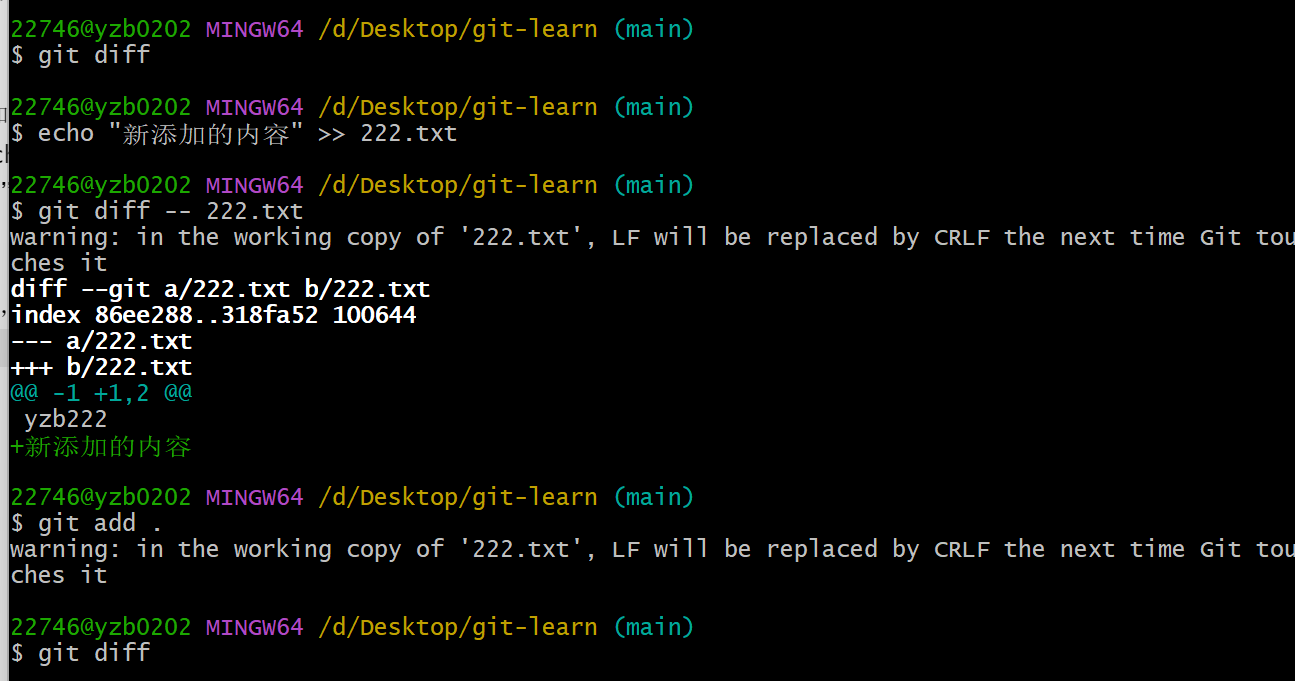 22746@yzb0202 MINGW64 /d/Desktop/git-learn (main)
$ git diff
22746@yzb0202 MINGW64 /d/Desktop/git-learn (main)
$ echo "新添加的内容" >> 222.txt
22746@yzb0202 MINGW64 /d/Desktop/git-learn (main)
$ git diff -- 222.txt
warning: in the working copy of '222.txt', LF will be replaced by CRLF the next time Git tou
ches it
diff --git a/222.txt b/222.txt
index 86ee288..318fa52 100644
--- a/222.txt
+++ b/222.txt
@@ -1 +1,2 @@
 yzb222
+新添加的内容
22746@yzb0202 MINGW64 /d/Desktop/git-learn (main)
$ git add .
warning: in the working copy of '222.txt', LF will be replaced by CRLF the next time Git tou
ches it
22746@yzb0202 MINGW64 /d/Desktop/git-learn (main)
$ git diff